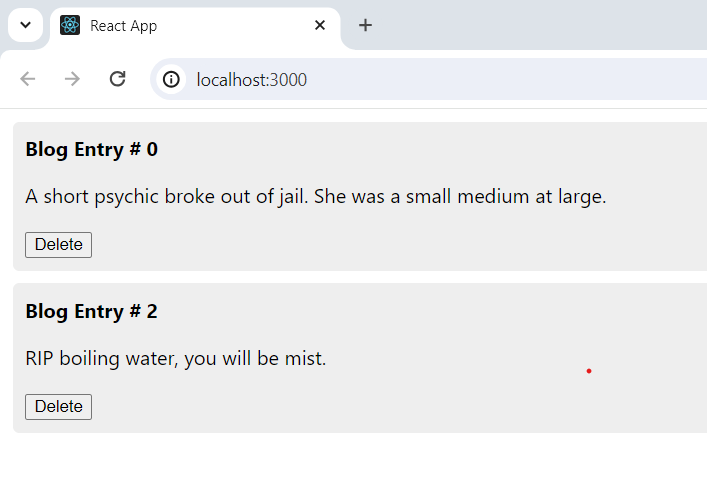 React App
localhost:3000
Blog Entry # 0
A short psychic broke out of jail. She was a small medium at large.
Delete
Blog Entry # 2
RIP boiling water, you will be mist.
Delete